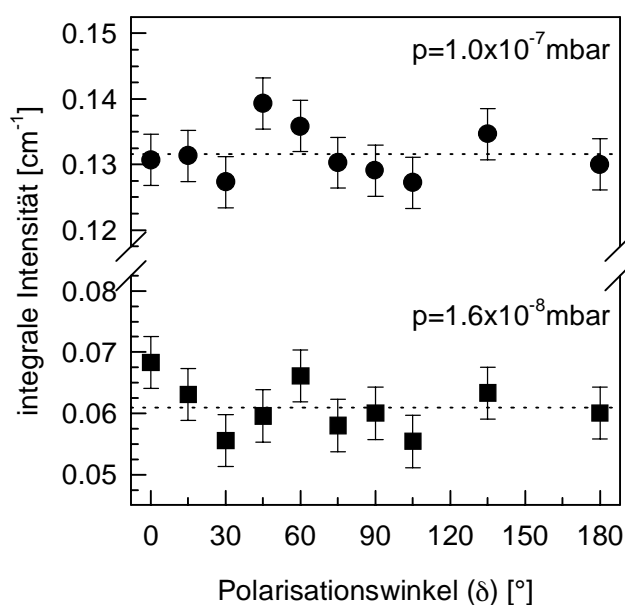 0.15
p=1.0x10⁻⁷mbar
0.14
0.13
0.12
integrale Intensität [cm⁻¹]
0.08
p=1.6x10⁻⁸mbar
0.07
0.06
0.05
0 30 60 90 120 150 180
Polarisationswinkel (δ) [°]